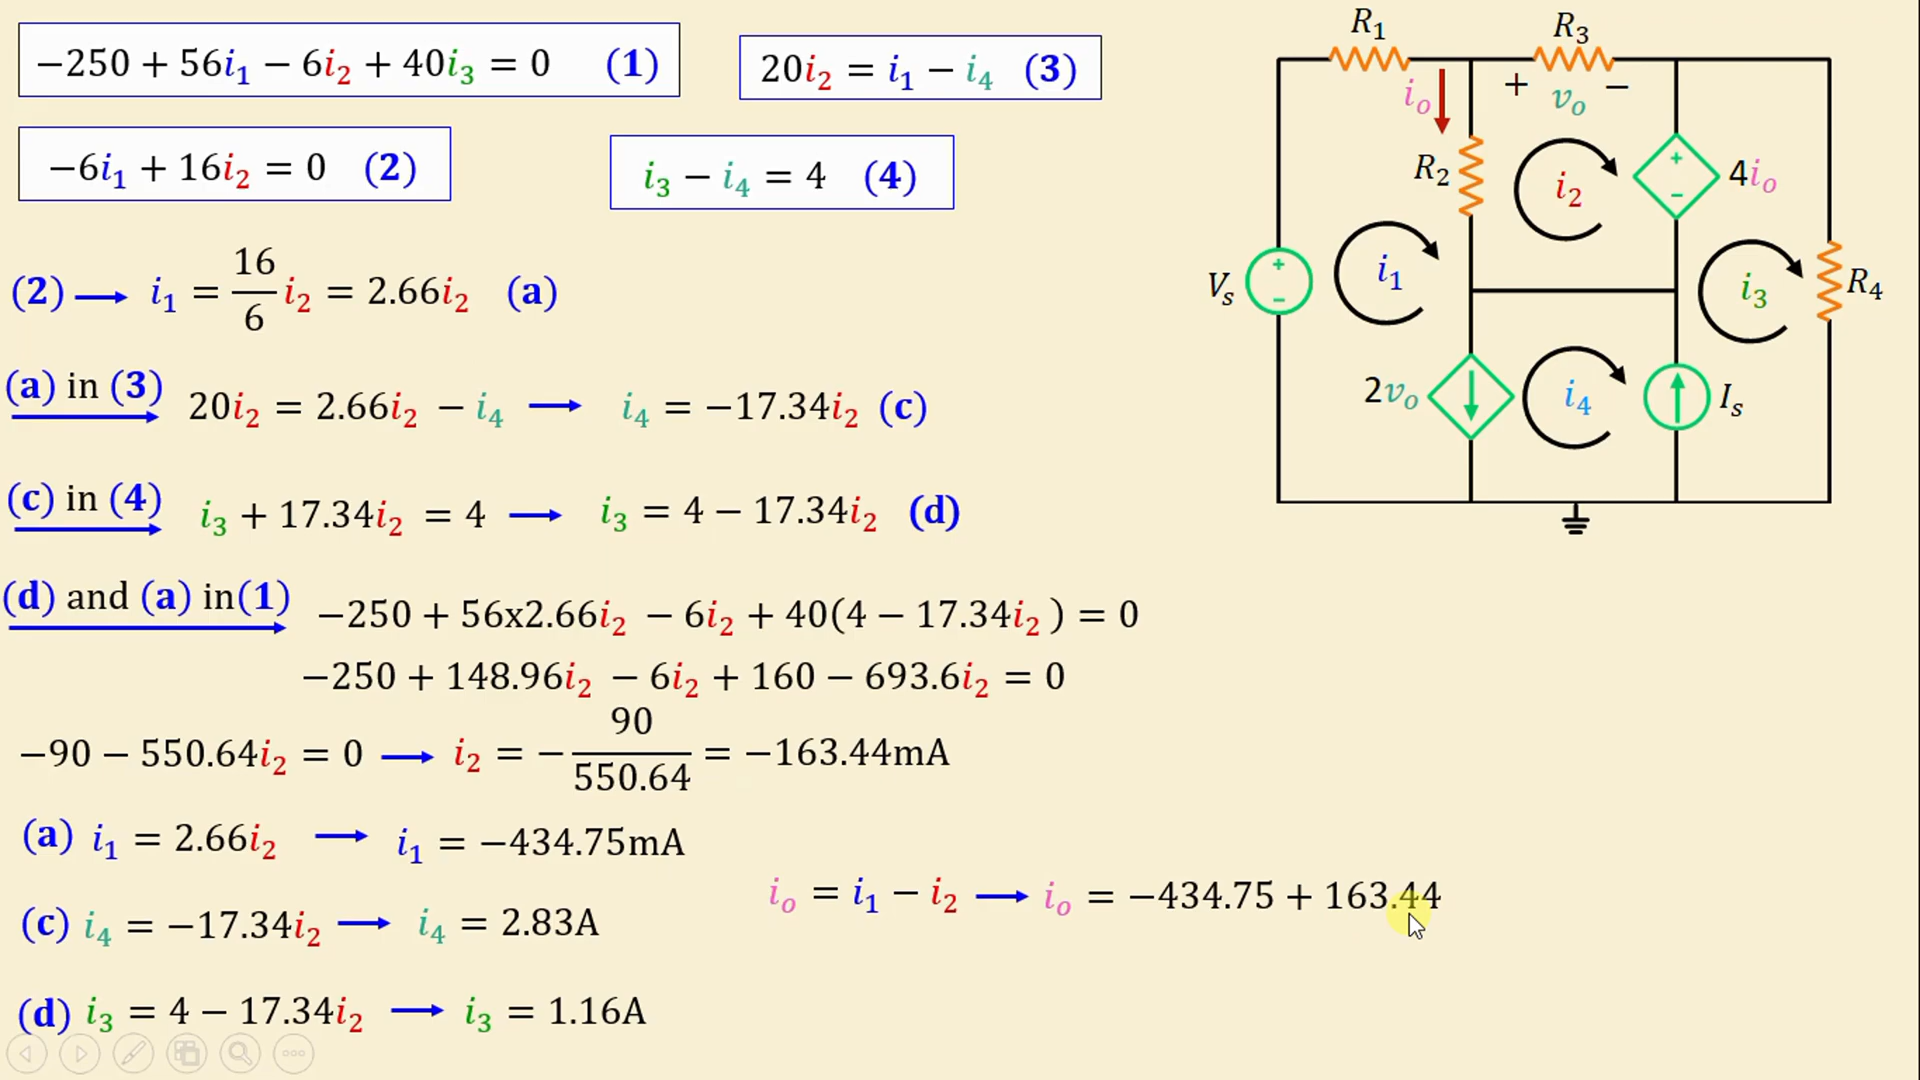 −250 + 56i₁ − 6i₂ + 40i₃ = 0 (1)
20i₂ = i₁ − i₄ (3)
−6i₁ + 16i₂ = 0 (2)
i₃ − i₄ = 4 (4)
(2) → i₁ = 16/6 i₂ = 2.66i₂ (a)
(a) in (3) 20i₂ = 2.66i₂ − i₄ → i₄ = −17.34i₂ (c)
(c) in (4) i₃ + 17.34i₂ = 4 → i₃ = 4 − 17.34i₂ (d)
(d) and (a) in(1) −250 + 56x2.66i₂ − 6i₂ + 40(4 − 17.34i₂ ) = 0
−250 + 148.96i₂ − 6i₂ + 160 − 693.6i₂ = 0
−90 − 550.64i₂ = 0 → i₂ = − 90/550.64 = −163.44mA
(a) i₁ = 2.66i₂ → i₁ = −434.75mA
iₒ = i₁ − i₂ → iₒ = −434.75 + 163.44
(c) i₄ = −17.34i₂ → i₄ = 2.83A
(d) i₃ = 4 − 17.34i₂ → i₃ = 1.16A
R₁
R₃
iₒ
+ vₒ −
R₂
i₂
+
−
4iₒ
Vₛ
+
−
i₁
i₃
R₄
2vₒ
i₄
Iₛ